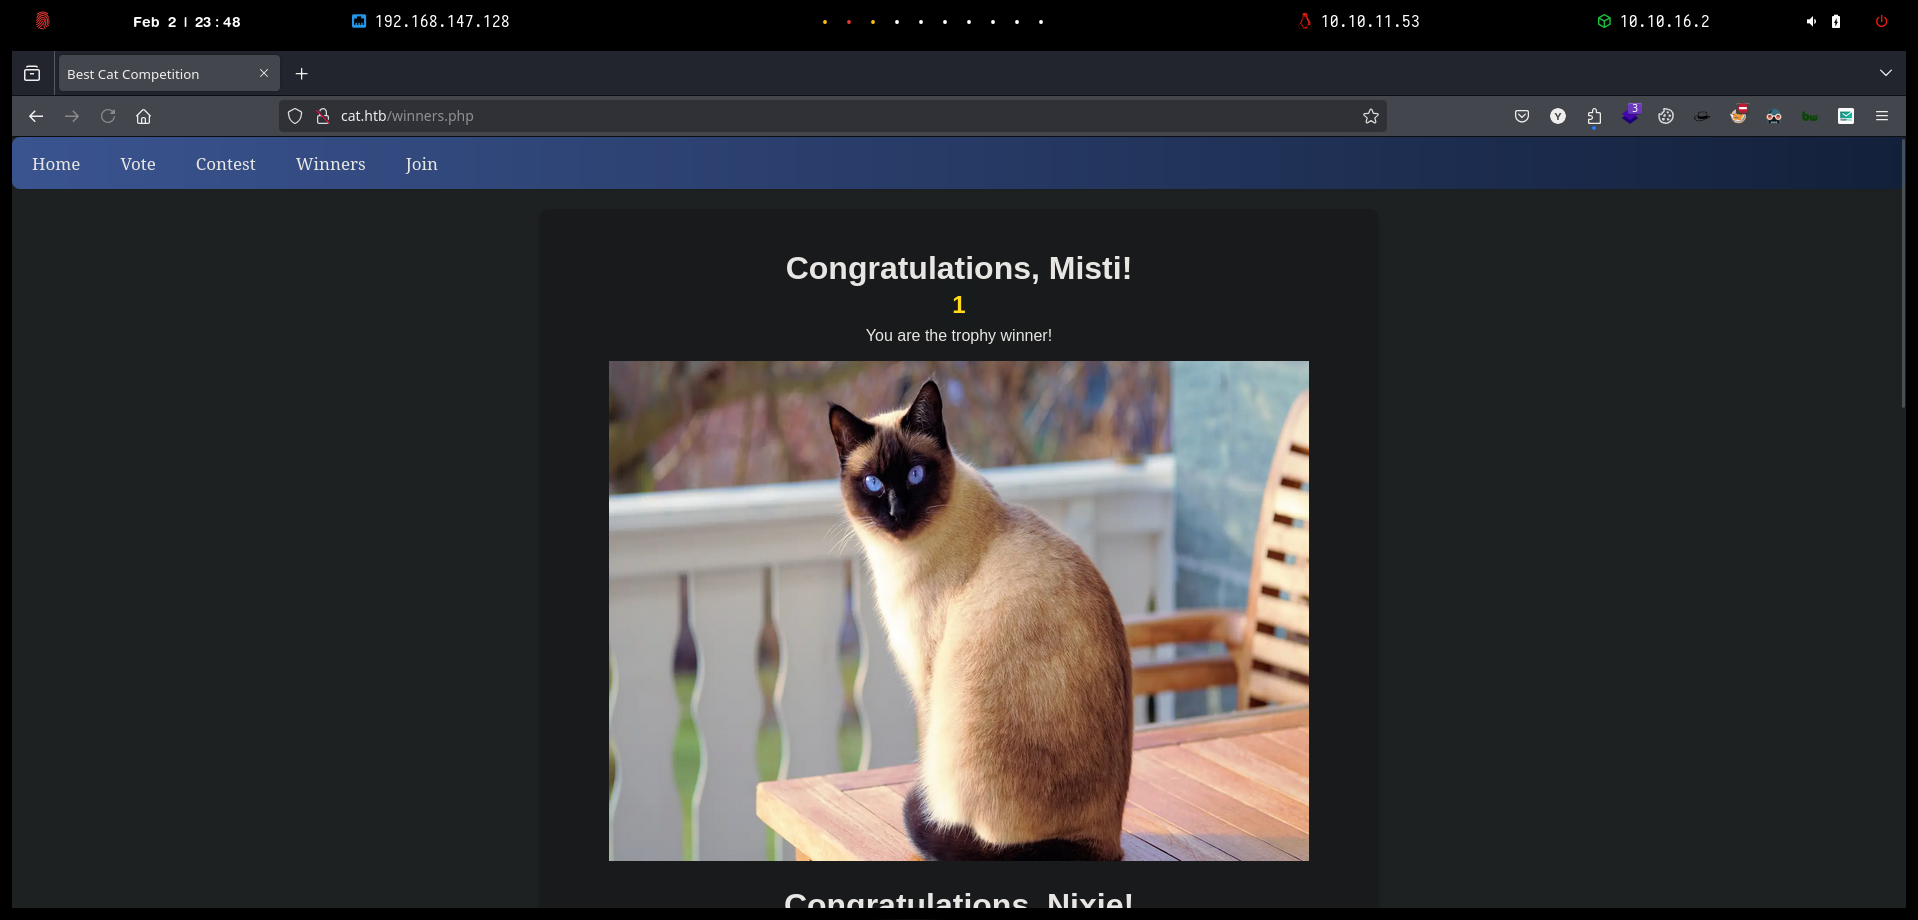 Feb 2 | 23:48 192.168.147.128 10.10.11.53 10.10.16.2
Best Cat Competition
cat.htb/winners.php Y 3 bw
Home Vote Contest Winners Join
Congratulations, Misti!
1
You are the trophy winner!
Congratulations, Nixie!